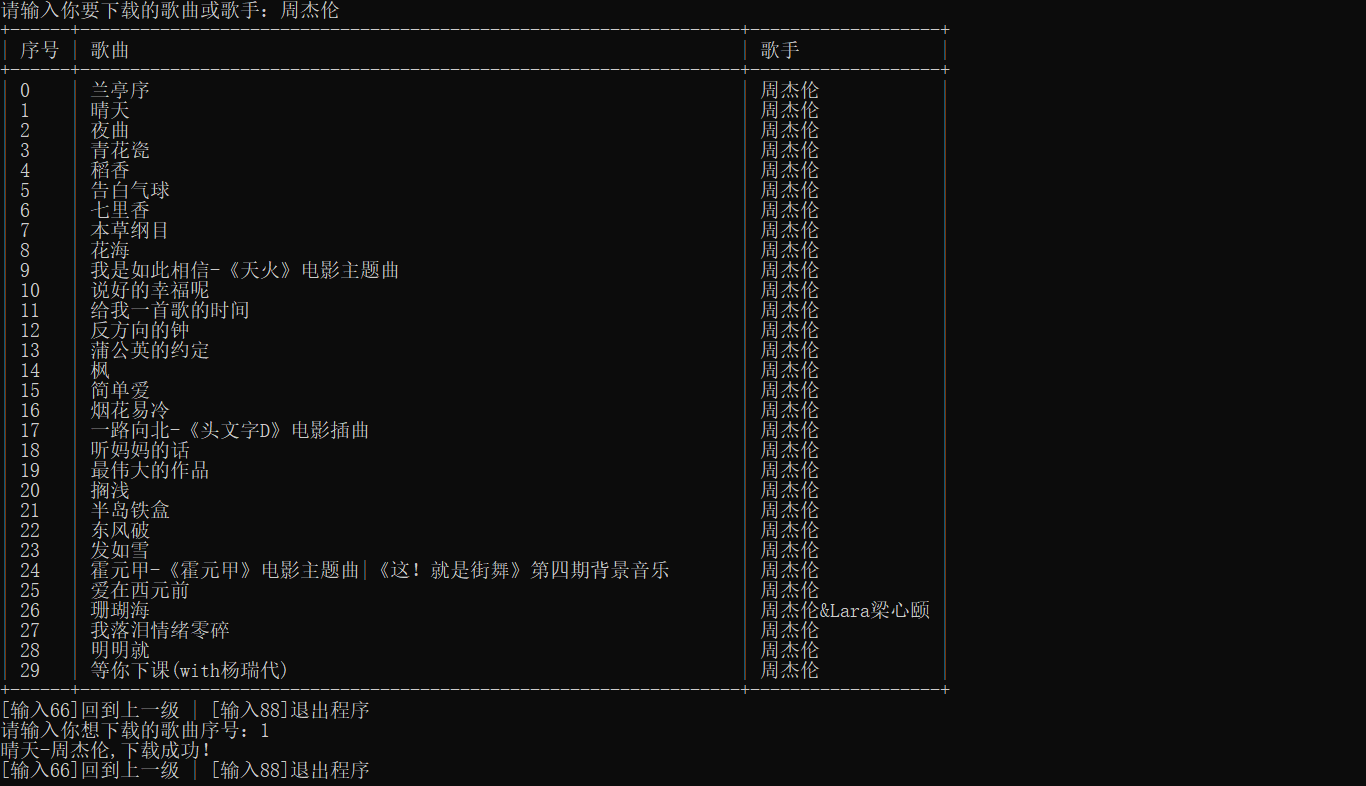 请输入你要下载的歌曲或歌手：周杰伦
序号 | 歌曲 | 歌手
0 | 兰亭序 | 周杰伦
1 | 晴天 | 周杰伦
2 | 夜曲 | 周杰伦
3 | 青花瓷 | 周杰伦
4 | 稻香 | 周杰伦
5 | 告白气球 | 周杰伦
6 | 七里香 | 周杰伦
7 | 本草纲目 | 周杰伦
8 | 花海 | 周杰伦
9 | 我是如此相信-《天火》电影主题曲 | 周杰伦
10 | 说好的幸福呢 | 周杰伦
11 | 给我一首歌的时间 | 周杰伦
12 | 反方向的钟 | 周杰伦
13 | 蒲公英的约定 | 周杰伦
14 | 枫 | 周杰伦
15 | 简单爱 | 周杰伦
16 | 烟花易冷 | 周杰伦
17 | 一路向北-《头文字D》电影插曲 | 周杰伦
18 | 听妈妈的话 | 周杰伦
19 | 最伟大的作品 | 周杰伦
20 | 搁浅 | 周杰伦
21 | 半岛铁盒 | 周杰伦
22 | 东风破 | 周杰伦
23 | 发如雪 | 周杰伦
24 | 霍元甲-《霍元甲》电影主题曲|《这！就是街舞》第四期背景音乐 | 周杰伦
25 | 爱在西元前 | 周杰伦
26 | 珊瑚海 | 周杰伦&Lara梁心颐
27 | 我落泪情绪零碎 | 周杰伦
28 | 明明就 | 周杰伦
29 | 等你下课(with杨瑞代) | 周杰伦
[输入66]回到上一级 | [输入88]退出程序
请输入你想下载的歌曲序号：1
晴天-周杰伦,下载成功！
[输入66]回到上一级 | [输入88]退出程序